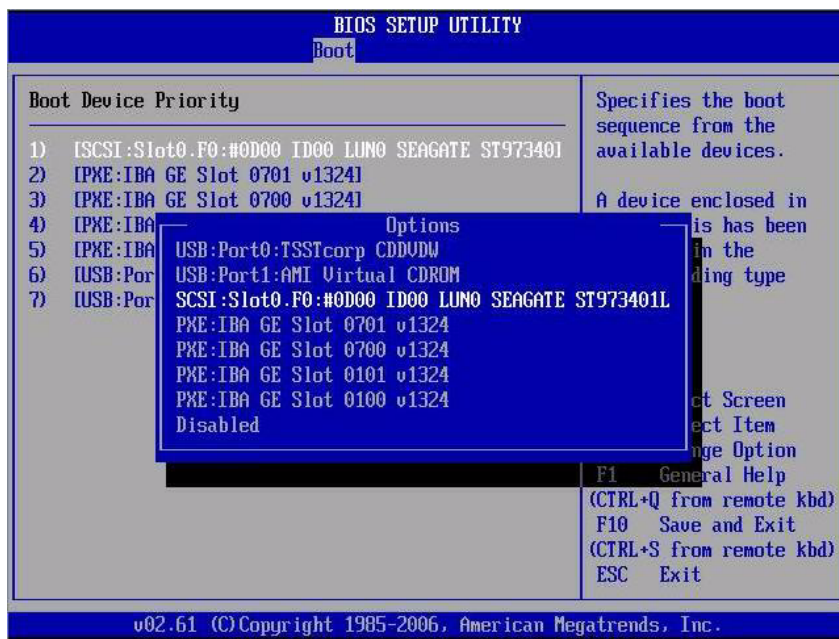 BIOS SETUP UTILITY
Boot
Boot Device Priority
1) [SCSI:Slot0.F0:#0D00 ID00 LUN0 SEAGATE ST97340]
2) [PXE:IBA GE Slot 0701 v1324]
3) [PXE:IBA GE Slot 0700 v1324]
4) [PXE:IBA
5) [PXE:IBA
6) [USB:Por
7) [USB:Por
Options
USB:Port0:TSSTcorp CDDVDW
USB:Port1:AMI Virtual CDROM
SCSI:Slot0.F0:#0D00 ID00 LUN0 SEAGATE ST973401L
PXE:IBA GE Slot 0701 v1324
PXE:IBA GE Slot 0700 v1324
PXE:IBA GE Slot 0101 v1324
PXE:IBA GE Slot 0100 v1324
Disabled
Specifies the boot
sequence from the
available devices.
A device enclosed in
is has been
in the
ding type
ct Screen
ect Item
nge Option
F1 General Help
(CTRL+Q from remote kbd)
F10 Save and Exit
(CTRL+S from remote kbd)
ESC Exit
v02.61 (C)Copyright 1985-2006, American Megatrends, Inc.